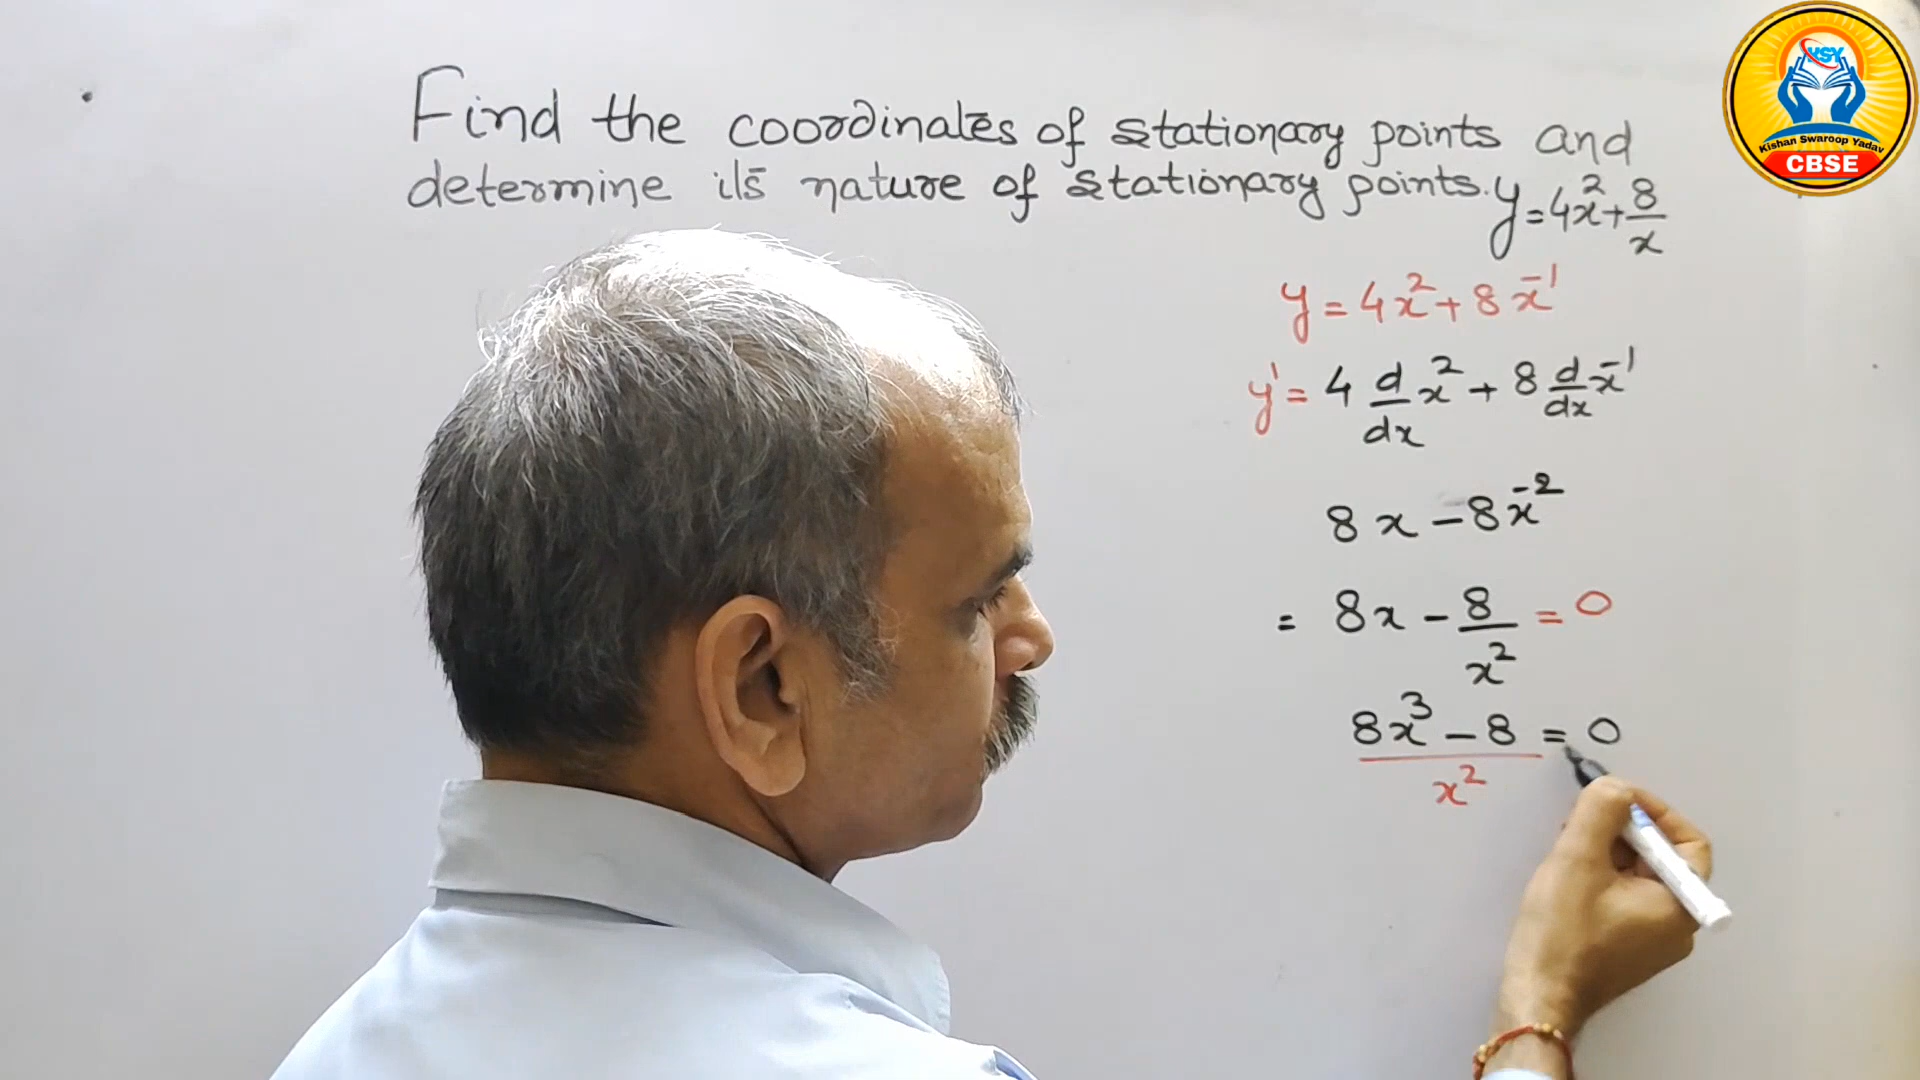 Find the coordinates of stationary points and
determine its nature of stationary points. y = 4x² + 8/x
y = 4x² + 8x⁻¹
y' = 4 d/dx x² + 8 d/dx x⁻¹
8x - 8x⁻²
= 8x - 8/x² = 0
8x³ - 8 = 0
x²
KSY
Kishan Swaroop Yadav
CBSE